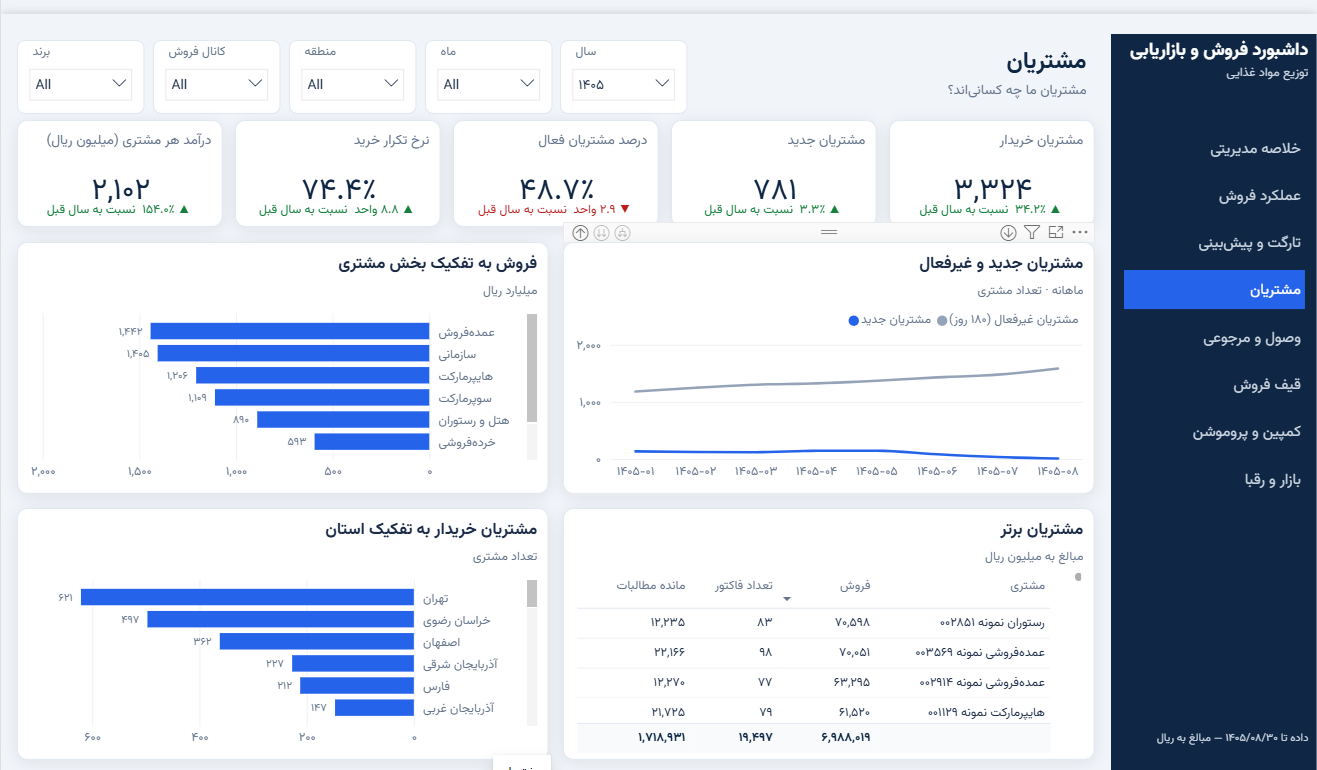 داشبورد فروش و بازاریابی
توزیع مواد غذایی
خلاصه مدیریتی
عملکرد فروش
تارگت و پیش‌بینی
مشتریان
وصول و مرجوعی
قیف فروش
کمپین و پروموشن
بازار و رقبا
داده تا ۱۴۰۵/۰۸/۳۰ — مبالغ به ریال
مشتریان
مشتریان ما چه کسانی‌اند؟
سال
۱۴۰۵
ماه
All
منطقه
All
کانال فروش
All
برند
All
مشتریان خریدار
۳,۳۲۴
▲ ۳۴.۲٪ نسبت به سال قبل
مشتریان جدید
۷۸۱
▲ ۳.۳٪ نسبت به سال قبل
درصد مشتریان فعال
۴۸.۷٪
▼ ۲.۹ واحد نسبت به سال قبل
نرخ تکرار خرید
۷۴.۴٪
▲ ۸.۸ واحد نسبت به سال قبل
درآمد هر مشتری (میلیون ریال)
۲,۱۰۲
▲ ۱۵۴.۰٪ نسبت به سال قبل
مشتریان جدید و غیرفعال
ماهانه · تعداد مشتری
مشتریان غیرفعال (۱۸۰ روز)
مشتریان جدید
۲,۰۰۰
۱,۰۰۰
۰
۱۴۰۵-۰۱ ۱۴۰۵-۰۲ ۱۴۰۵-۰۳ ۱۴۰۵-۰۴ ۱۴۰۵-۰۵ ۱۴۰۵-۰۶ ۱۴۰۵-۰۷ ۱۴۰۵-۰۸
فروش به تفکیک بخش مشتری
میلیارد ریال
عمده‌فروش ۱,۴۴۲
سازمانی ۱,۴۰۵
هایپرمارکت ۱,۲۰۶
سوپرمارکت ۱,۱۰۹
هتل و رستوران ۸۹۰
خرده‌فروشی ۵۹۳
۰ ۵۰۰ ۱,۰۰۰ ۱,۵۰۰ ۲,۰۰۰
مشتریان برتر
مبالغ به میلیون ریال
مشتری فروش تعداد فاکتور مانده مطالبات
رستوران نمونه ۰۰۲۸۵۱ ۷۰,۵۹۸ ۸۳ ۱۲,۲۳۵
عمده‌فروشی نمونه ۰۰۳۵۶۹ ۷۰,۰۵۱ ۹۸ ۲۲,۱۶۶
عمده‌فروشی نمونه ۰۰۲۹۱۴ ۶۳,۲۹۵ ۷۷ ۱۲,۲۷۰
هایپرمارکت نمونه ۰۰۱۱۲۹ ۶۱,۵۲۰ ۷۹ ۲۱,۷۲۵
۶,۹۸۸,۰۱۹ ۱۹,۴۹۷ ۱,۷۱۸,۹۳۱
مشتریان خریدار به تفکیک استان
تعداد مشتری
تهران ۶۲۱
خراسان رضوی ۴۹۷
اصفهان ۳۶۲
آذربایجان شرقی ۲۲۷
فارس ۲۱۲
آذربایجان غربی ۱۴۷
۰ ۲۰۰ ۴۰۰ ۶۰۰